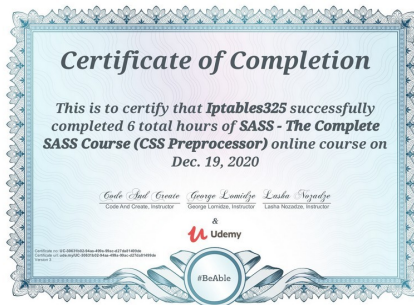 Certificate of Completion
This is to certify that Iptables325 successfully
completed 6 total hours of SASS - The Complete
SASS Course (CSS Preprocessor) online course on
Dec. 19, 2020
Code And Create George Lomidze Lasha Nozadze
Code And Create, Instructor George Lomidze, Instructor Lasha Nozadze, Instructor
&
Udemy
#BeAble